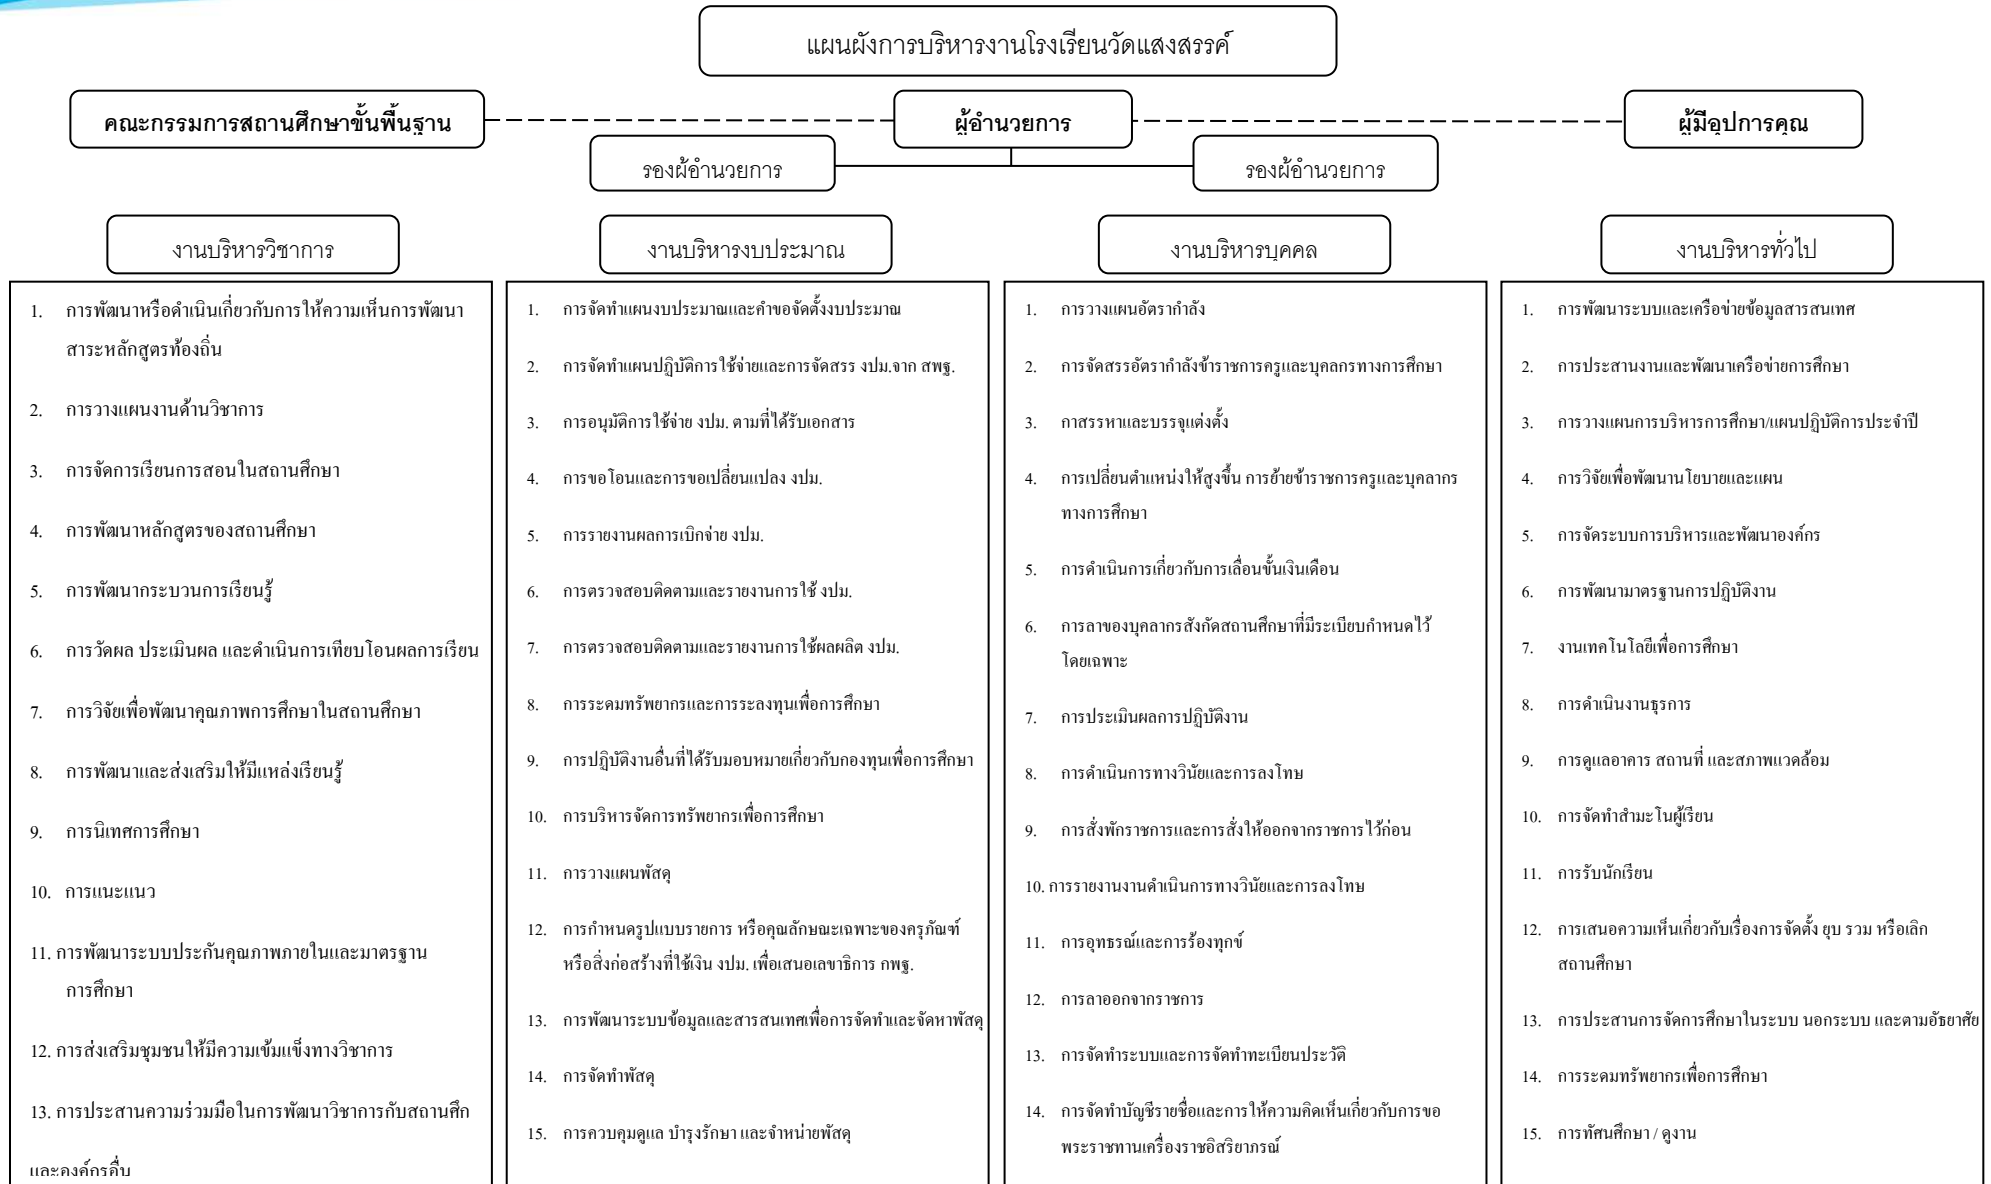 แผนผังการบริหารงานโรงเรียนวัดแสงสรรค์
คณะกรรมการสถานศึกษาขั้นพื้นฐาน
ผู้อำนวยการ
ผู้มีอุปการคุณ
รองผู้อำนวยการ
รองผู้อำนวยการ
งานบริหารวิชาการ
1. การพัฒนาหรือดำเนินเกี่ยวกับการให้ความเห็นการพัฒนา
สาระหลักสูตรท้องถิ่น
2. การวางแผนงานด้านวิชาการ
3. การจัดการเรียนการสอนในสถานศึกษา
4. การพัฒนาหลักสูตรของสถานศึกษา
5. การพัฒนากระบวนการเรียนรู้
6. การวัดผล ประเมินผล และดำเนินการเทียบโอนผลการเรียน
7. การวิจัยเพื่อพัฒนาคุณภาพการศึกษาในสถานศึกษา
8. การพัฒนาและส่งเสริมให้มีแหล่งเรียนรู้
9. การนิเทศการศึกษา
10. การแนะแนว
11. การพัฒนาระบบประกันคุณภาพภายในและมาตรฐาน
การศึกษา
12. การส่งเสริมชุมชนให้มีความเข้มแข็งทางวิชาการ
13. การประสานความร่วมมือในการพัฒนาวิชาการกับสถานศึก
และองค์กรอื่น
งานบริหารงบประมาณ
1. การจัดทำแผนงบประมาณและคำขอจัดตั้งงบประมาณ
2. การจัดทำแผนปฏิบัติการใช้จ่ายและการจัดสรร งปม.จาก สพฐ.
3. การอนุมัติการใช้จ่าย งปม. ตามที่ได้รับเอกสาร
4. การขอโอนและการขอเปลี่ยนแปลง งปม.
5. การรายงานผลการเบิกจ่าย งปม.
6. การตรวจสอบติดตามและรายงานการใช้ งปม.
7. การตรวจสอบติดตามและรายงานการใช้ผลผลิต งปม.
8. การระดมทรัพยากรและการระลงทุนเพื่อการศึกษา
9. การปฏิบัติงานอื่นที่ได้รับมอบหมายเกี่ยวกับกองทุนเพื่อการศึกษา
10. การบริหารจัดการทรัพยากรเพื่อการศึกษา
11. การวางแผนพัสดุ
12. การกำหนดรูปแบบรายการ หรือคุณลักษณะเฉพาะของครุภัณฑ์
หรือสิ่งก่อสร้างที่ใช้เงิน งปม. เพื่อเสนอเลขาธิการ กพฐ.
13. การพัฒนาระบบข้อมูลและสารสนเทศเพื่อการจัดทำและจัดหาพัสดุ
14. การจัดทำพัสดุ
15. การควบคุมดูแล บำรุงรักษา และจำหน่ายพัสดุ
งานบริหารบุคคล
1. การวางแผนอัตรากำลัง
2. การจัดสรรอัตรากำลังข้าราชการครูและบุคลกรทางการศึกษา
3. กาสรรหาและบรรจุแต่งตั้ง
4. การเปลี่ยนตำแหน่งให้สูงขึ้น การย้ายข้าราชการครูและบุคลากร
ทางการศึกษา
5. การดำเนินการเกี่ยวกับการเลื่อนขั้นเงินเดือน
6. การลาของบุคลากรสังกัดสถานศึกษาที่มีระเบียบกำหนดไว้
โดยเฉพาะ
7. การประเมินผลการปฏิบัติงาน
8. การดำเนินการทางวินัยและการลงโทษ
9. การสั่งพักราชการและการสั่งให้ออกจากราชการไว้ก่อน
10. การรายงานงานดำเนินการทางวินัยและการลงโทษ
11. การอุทธรณ์และการร้องทุกข์
12. การลาออกจากราชการ
13. การจัดทำระบบและการจัดทำทะเบียนประวัติ
14. การจัดทำบัญชีรายชื่อและการให้ความคิดเห็นเกี่ยวกับการขอ
พระราชทานเครื่องราชอิสริยาภรณ์
งานบริหารทั่วไป
1. การพัฒนาระบบและเครือข่ายข้อมูลสารสนเทศ
2. การประสานงานและพัฒนาเครือข่ายการศึกษา
3. การวางแผนการบริหารการศึกษา/แผนปฏิบัติการประจำปี
4. การวิจัยเพื่อพัฒนานโยบายและแผน
5. การจัดระบบการบริหารและพัฒนาองค์กร
6. การพัฒนามาตรฐานการปฏิบัติงาน
7. งานเทคโนโลยีเพื่อการศึกษา
8. การดำเนินงานธุรการ
9. การดูแลอาคาร สถานที่ และสภาพแวดล้อม
10. การจัดทำสำมะโนผู้เรียน
11. การรับนักเรียน
12. การเสนอความเห็นเกี่ยวกับเรื่องการจัดตั้ง ยุบ รวม หรือเลิก
สถานศึกษา
13. การประสานการจัดการศึกษาในระบบ นอกระบบ และตามอัธยาศัย
14. การระดมทรัพยากรเพื่อการศึกษา
15. การทัศนศึกษา / ดูงาน